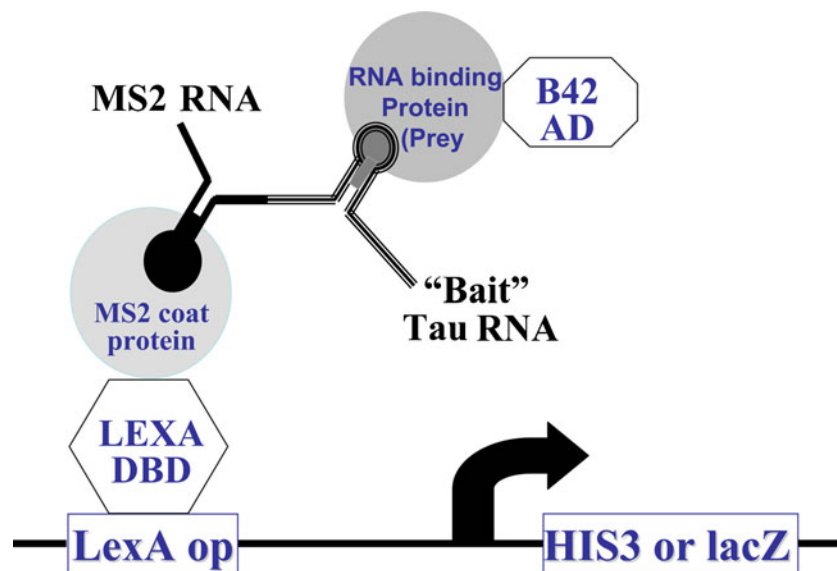 MS2 RNA
RNA binding
Protein
(Prey
B42
AD
“Bait”
Tau RNA
MS2 coat
protein
LEXA
DBD
LexA op
HIS3 or lacZ